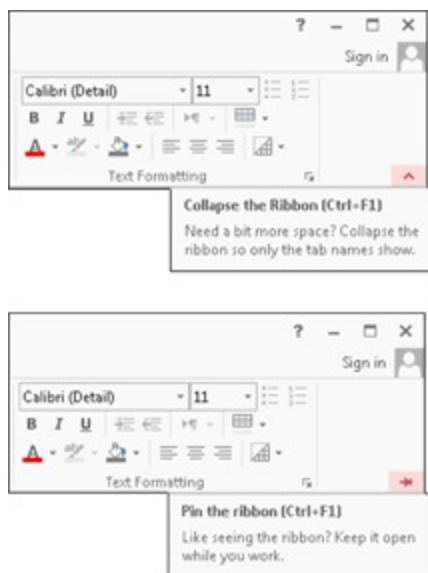 ?
Sign in
Calibri (Detail) 11
B I U
A aby
Text Formatting
Collapse the Ribbon (Ctrl+F1)
Need a bit more space? Collapse the
ribbon so only the tab names show.
?
Sign in
Calibri (Detail) 11
B I U
A aby
Text Formatting
Pin the ribbon (Ctrl+F1)
Like seeing the ribbon? Keep it open
while you work.